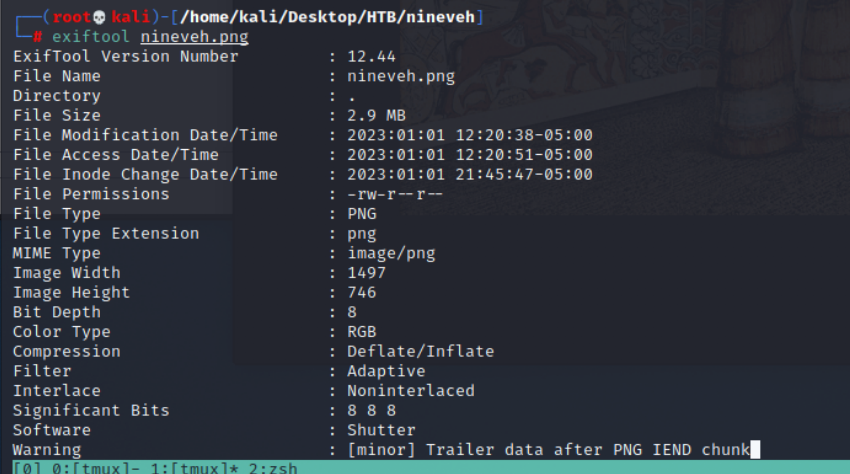 ┌──(root💀kali)-[/home/kali/Desktop/HTB/nineveh]
└─# exiftool nineveh.png
ExifTool Version Number : 12.44
File Name : nineveh.png
Directory : .
File Size : 2.9 MB
File Modification Date/Time : 2023:01:01 12:20:38-05:00
File Access Date/Time : 2023:01:01 12:20:51-05:00
File Inode Change Date/Time : 2023:01:01 21:45:47-05:00
File Permissions : -rw-r--r--
File Type : PNG
File Type Extension : png
MIME Type : image/png
Image Width : 1497
Image Height : 746
Bit Depth : 8
Color Type : RGB
Compression : Deflate/Inflate
Filter : Adaptive
Interlace : Noninterlaced
Significant Bits : 8 8 8
Software : Shutter
Warning : [minor] Trailer data after PNG IEND chunk
[0] 0:[tmux]- 1:[tmux]* 2:zsh